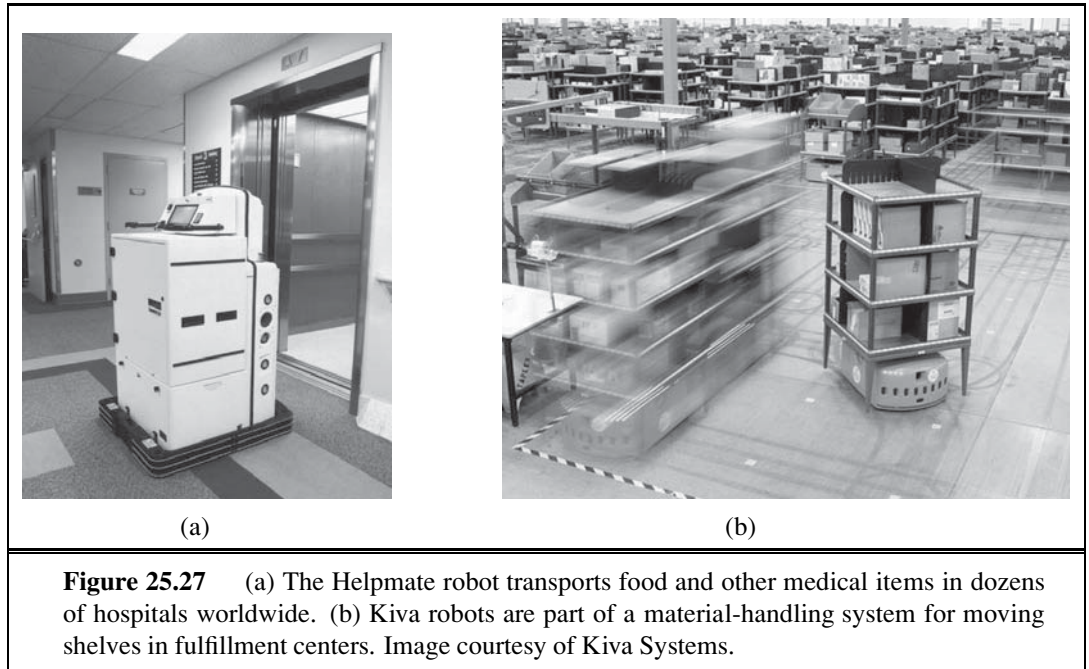 (a)
(b)
Figure 25.27 (a) The Helpmate robot transports food and other medical items in dozens
of hospitals worldwide. (b) Kiva robots are part of a material-handling system for moving
shelves in fulfillment centers. Image courtesy of Kiva Systems.